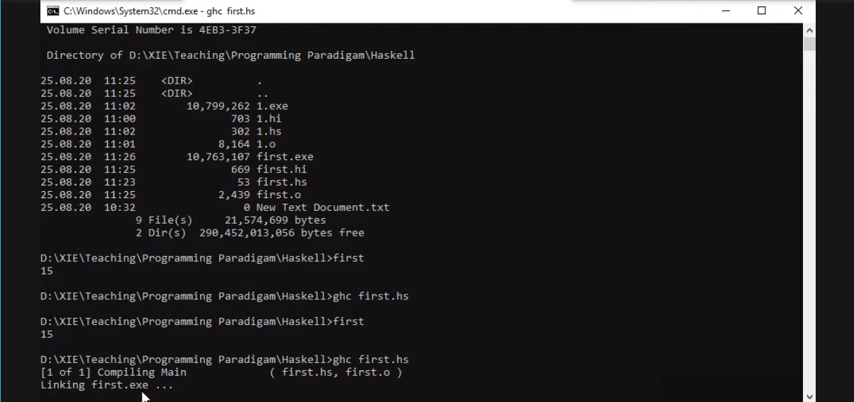 C:\Windows\System32\cmd.exe - ghc first.hs
Volume Serial Number is 4EB3-3F37
Directory of D:\XIE\Teaching\Programming Paradigam\Haskell
25.08.20 11:25 <DIR> .
25.08.20 11:25 <DIR> ..
25.08.20 11:02 10,799,262 1.exe
25.08.20 11:00 703 1.hi
25.08.20 11:02 302 1.hs
25.08.20 11:01 8,164 1.o
25.08.20 11:26 10,763,107 first.exe
25.08.20 11:25 669 first.hi
25.08.20 11:23 53 first.hs
25.08.20 11:25 2,439 first.o
25.08.20 10:32 0 New Text Document.txt
9 File(s) 21,574,699 bytes
2 Dir(s) 290,452,013,056 bytes free
D:\XIE\Teaching\Programming Paradigam\Haskell>first
15
D:\XIE\Teaching\Programming Paradigam\Haskell>ghc first.hs
D:\XIE\Teaching\Programming Paradigam\Haskell>first
15
D:\XIE\Teaching\Programming Paradigam\Haskell>ghc first.hs
[1 of 1] Compiling Main ( first.hs, first.o )
Linking first.exe ...